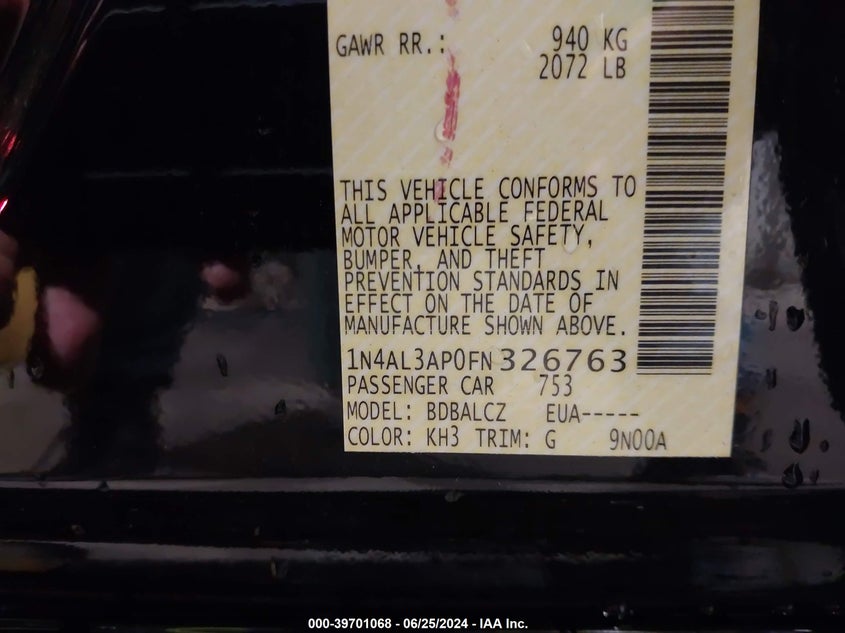 GAWR RR.: 940 KG
2072 LB
THIS VEHICLE CONFORMS TO
ALL APPLICABLE FEDERAL
MOTOR VEHICLE SAFETY,
BUMPER, AND THEFT
PREVENTION STANDARDS IN
EFFECT ON THE DATE OF
MANUFACTURE SHOWN ABOVE.
1N4AL3AP0FN326763
PASSENGER CAR 753
MODEL: BDBALCZ EUA-----
COLOR: KH3 TRIM: G 9N00A
000-39701068 - 06/25/2024 - IAA Inc.